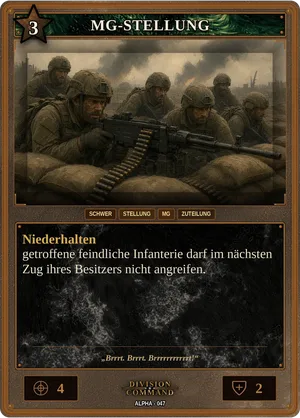 3
MG-STELLUNG
SCHWER STELLUNG MG ZUTEILUNG
Niederhalten
getroffene feindliche Infanterie darf im nächsten
Zug ihres Besitzers nicht angreifen.
„Brrrt. Brrrt. Brrrrrrrrrrrt!“
4
DIVISION
COMMAND
ALPHA · 047
2